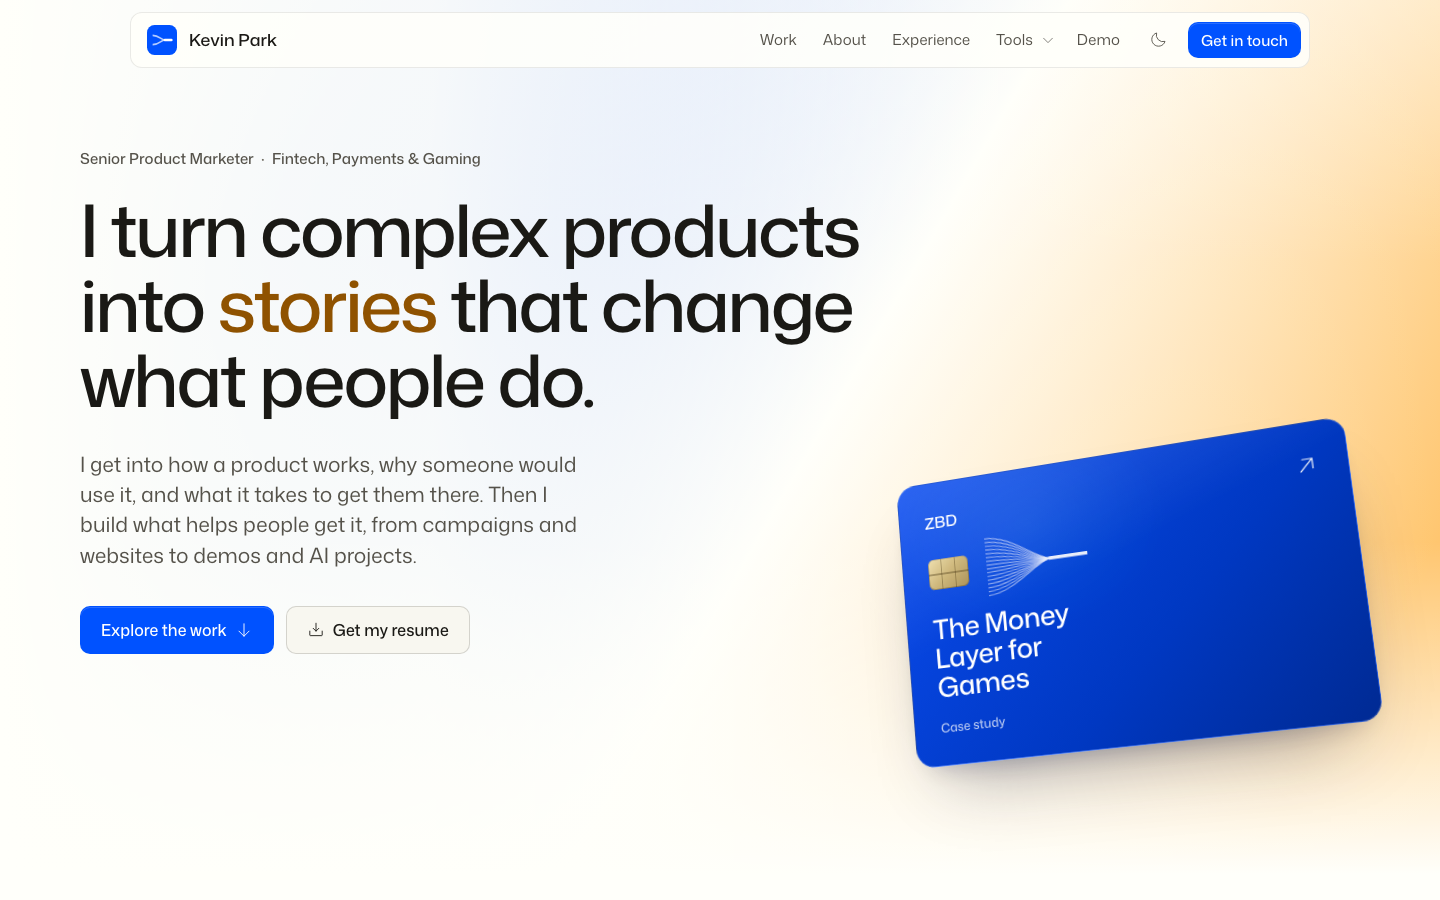 Kevin Park
Work
About
Experience
Tools
Demo
Get in touch
Senior Product Marketer · Fintech, Payments & Gaming
I turn complex products
into stories that change
what people do.
I get into how a product works, why someone would
use it, and what it takes to get them there. Then I
build what helps people get it, from campaigns and
websites to demos and AI projects.
Explore the work
Get my resume
ZBD
The Money
Layer for
Games
Case study